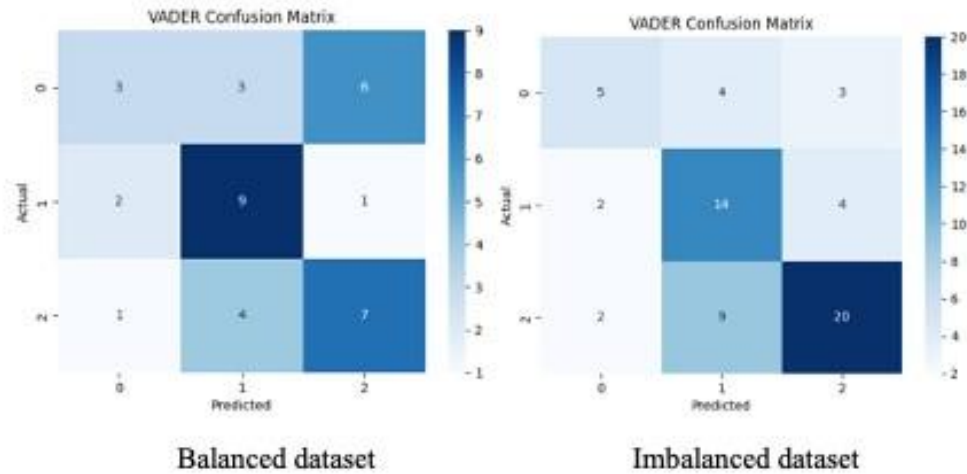 VADER Confusion Matrix
0 3 3 6
1 2 9 1
2 1 4 7
0 1 2
Actual
Predicted
9
8
7
6
5
4
3
2
1
Balanced dataset
VADER Confusion Matrix
0 5 4 3
1 2 14 4
2 2 9 20
0 1 2
Actual
Predicted
20
18
16
14
12
10
8
6
4
2
Imbalanced dataset